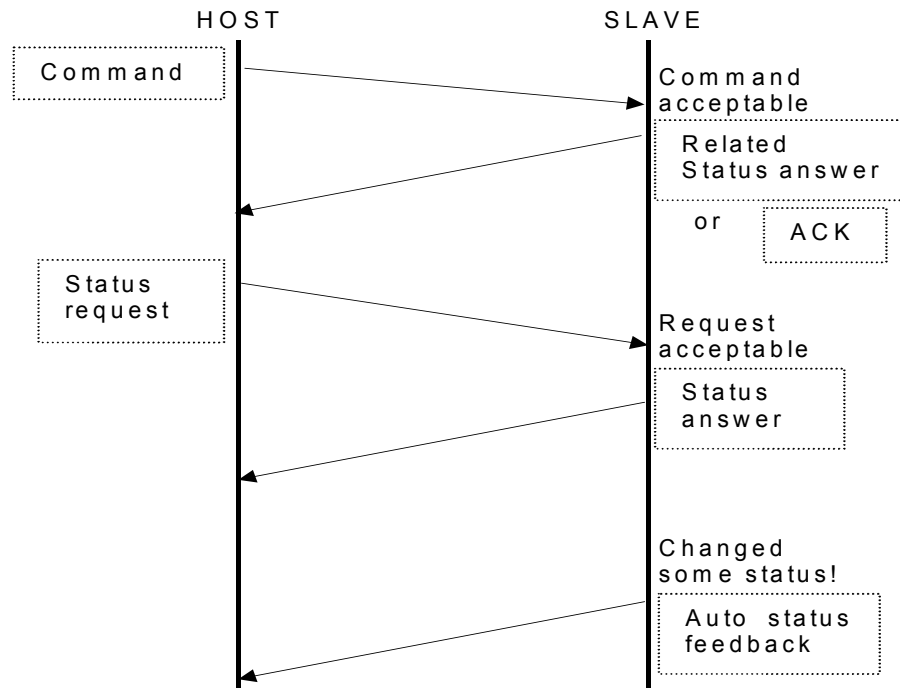 HOST
SLAVE
Command
Command
acceptable
Related
Status answer
or
ACK
Status
request
Request
acceptable
Status
answer
Changed
some status!
Auto status
feedback